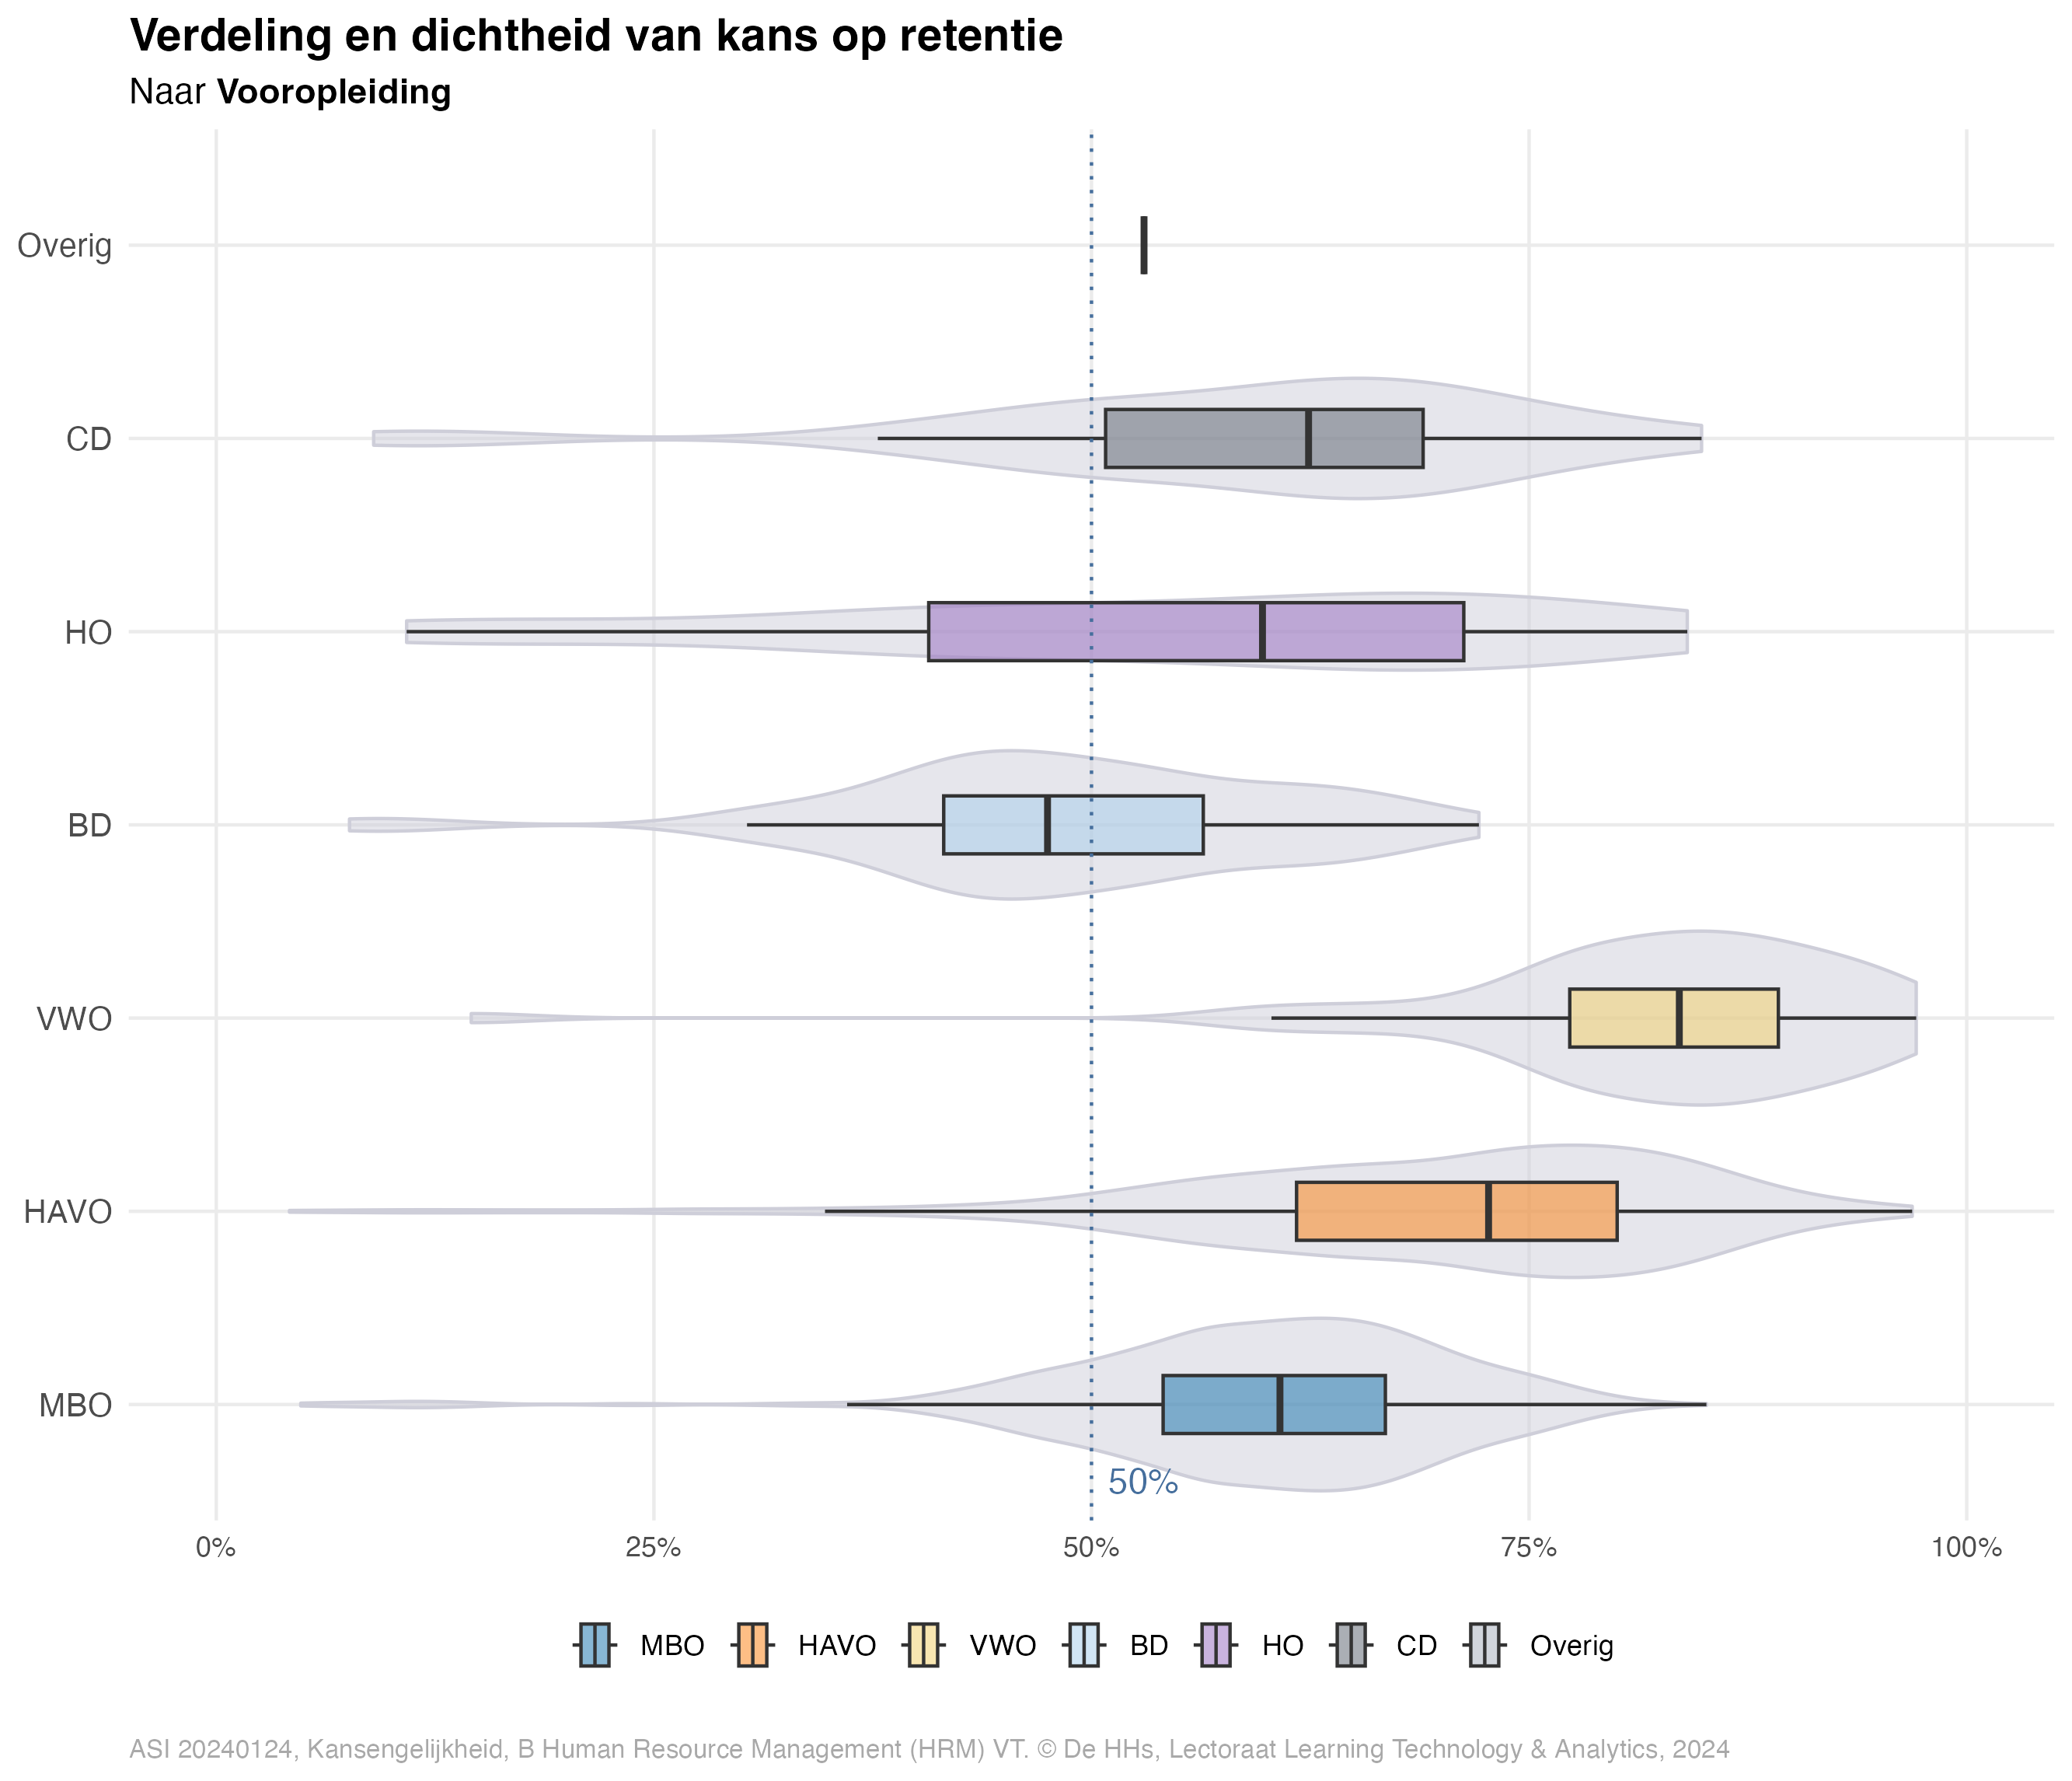 Verdeling en dichtheid van kans op retentie
Naar Vooropleiding
Overig
CD
HO
BD
VWO
HAVO
MBO
50%
0% 25% 50% 75% 100%
MBO HAVO VWO BD HO CD Overig
ASI 20240124, Kansengelijkheid, B Human Resource Management (HRM) VT. © De HHs, Lectoraat Learning Technology & Analytics, 2024